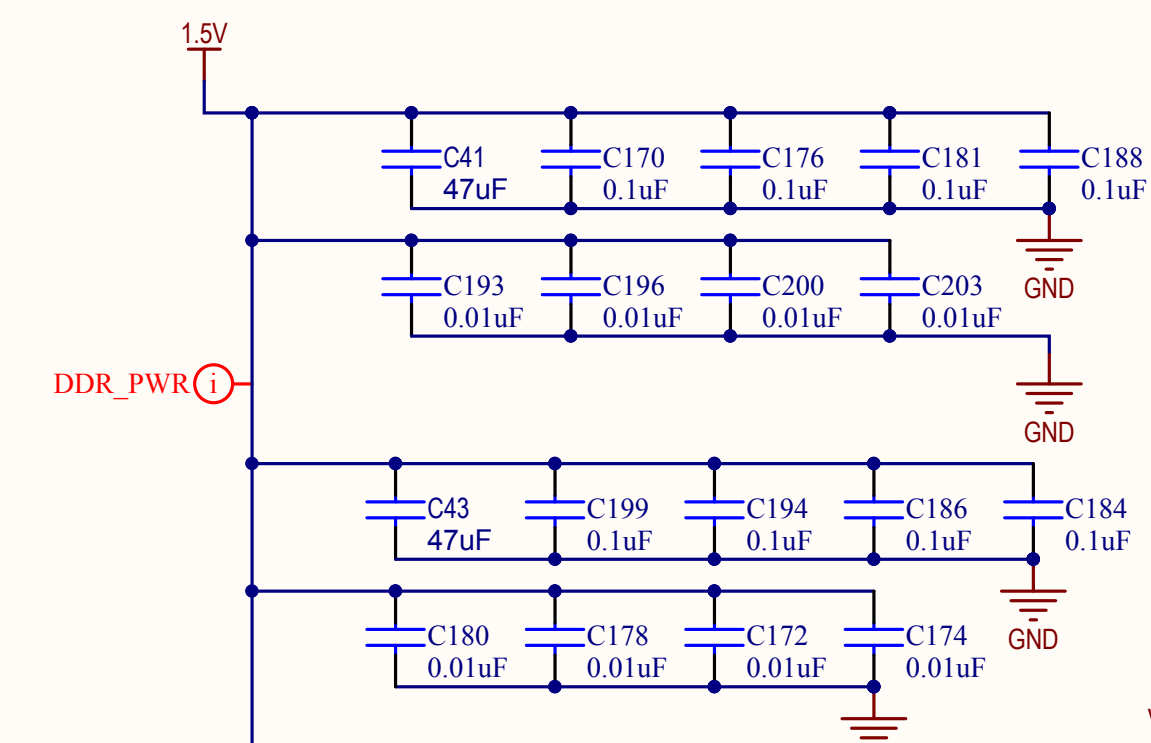 1.5V
C41 C170 C176 C181 C188
47uF 0.1uF 0.1uF 0.1uF 0.1uF
C193 C196 C200 C203 GND
0.01uF 0.01uF 0.01uF 0.01uF
DDR_PWR i
GND
C43 C199 C194 C186 C184
47uF 0.1uF 0.1uF 0.1uF 0.1uF
C180 C178 C172 C174 GND
0.01uF 0.01uF 0.01uF 0.01uF